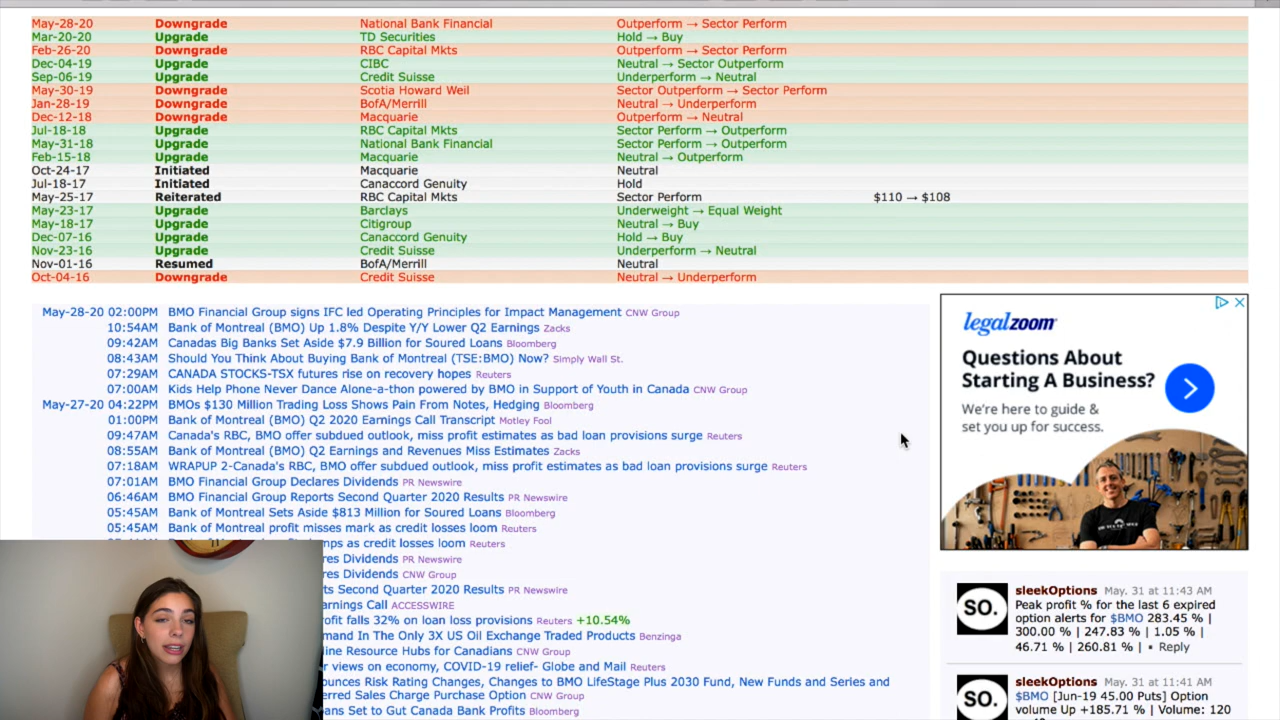 May-28-20 Downgrade National Bank Financial Outperform → Sector Perform
Mar-20-20 Upgrade TD Securities Hold → Buy
Feb-26-20 Downgrade RBC Capital Mkts Outperform → Sector Perform
Dec-04-19 Upgrade CIBC Neutral → Sector Outperform
Sep-06-19 Upgrade Credit Suisse Underperform → Neutral
May-30-19 Downgrade Scotia Howard Weil Sector Outperform → Sector Perform
Jan-28-19 Downgrade BofA/Merrill Neutral → Underperform
Dec-12-18 Downgrade Macquarie Outperform → Neutral
Jul-18-18 Upgrade RBC Capital Mkts Sector Perform → Outperform
May-31-18 Upgrade National Bank Financial Sector Perform → Outperform
Feb-15-18 Upgrade Macquarie Neutral → Outperform
Oct-24-17 Initiated Macquarie Neutral
Jul-18-17 Initiated Canaccord Genuity Hold
May-25-17 Reiterated RBC Capital Mkts Sector Perform $110 → $108
May-23-17 Upgrade Barclays Underweight → Equal Weight
May-18-17 Upgrade Citigroup Neutral → Buy
Dec-07-16 Upgrade Canaccord Genuity Hold → Buy
Nov-23-16 Upgrade Credit Suisse Underperform → Neutral
Nov-01-16 Resumed BofA/Merrill Neutral
Oct-04-16 Downgrade Credit Suisse Neutral → Underperform
May-28-20 02:00PM BMO Financial Group signs IFC led Operating Principles for Impact Management CNW Group
10:54AM Bank of Montreal (BMO) Up 1.8% Despite Y/Y Lower Q2 Earnings Zacks
09:42AM Canadas Big Banks Set Aside $7.9 Billion for Soured Loans Bloomberg
08:43AM Should You Think About Buying Bank of Montreal (TSE:BMO) Now? Simply Wall St.
07:29AM CANADA STOCKS-TSX futures rise on recovery hopes Reuters
07:00AM Kids Help Phone Never Dance Alone-a-thon powered by BMO in Support of Youth in Canada CNW Group
May-27-20 04:22PM BMOs $130 Million Trading Loss Shows Pain From Notes, Hedging Bloomberg
01:00PM Bank of Montreal (BMO) Q2 2020 Earnings Call Transcript Motley Fool
09:47AM Canada's RBC, BMO offer subdued outlook, miss profit estimates as bad loan provisions surge Reuters
08:55AM Bank of Montreal (BMO) Q2 Earnings and Revenues Miss Estimates Zacks
07:18AM WRAPUP 2-Canada's RBC, BMO offer subdued outlook, miss profit estimates as bad loan provisions surge Reuters
07:01AM BMO Financial Group Declares Dividends PR Newswire
06:46AM BMO Financial Group Reports Second Quarter 2020 Results PR Newswire
05:45AM Bank of Montreal Sets Aside $813 Million for Soured Loans Bloomberg
05:45AM Bank of Montreal profit misses mark as credit losses loom Reuters
mps as credit losses loom Reuters
res Dividends PR Newswire
res Dividends CNW Group
ts Second Quarter 2020 Results PR Newswire
arnings Call ACCESSWIRE
ofit falls 32% on loan loss provisions Reuters +10.54%
mand In The Only 3X US Oil Exchange Traded Products Benzinga
line Resource Hubs for Canadians CNW Group
r views on economy, COVID-19 relief- Globe and Mail Reuters
ounces Risk Rating Changes, Changes to BMO LifeStage Plus 2030 Fund, New Funds and Series and
erred Sales Charge Purchase Option CNW Group
ans Set to Gut Canada Bank Profits Bloomberg
legalzoom
Questions About
Starting A Business?
We're here to guide &
set you up for success.
SO.
sleekOptions May. 31 at 11:43 AM
Peak profit % for the last 6 expired
option alerts for $BMO 283.45 % |
300.00 % | 247.83 % | 1.05 % |
46.71 % | 260.81 % | • Reply
SO.
sleekOptions May. 31 at 11:41 AM
$BMO [Jun-19 45.00 Puts] Option
volume Up +185.71 % | Volume: 120